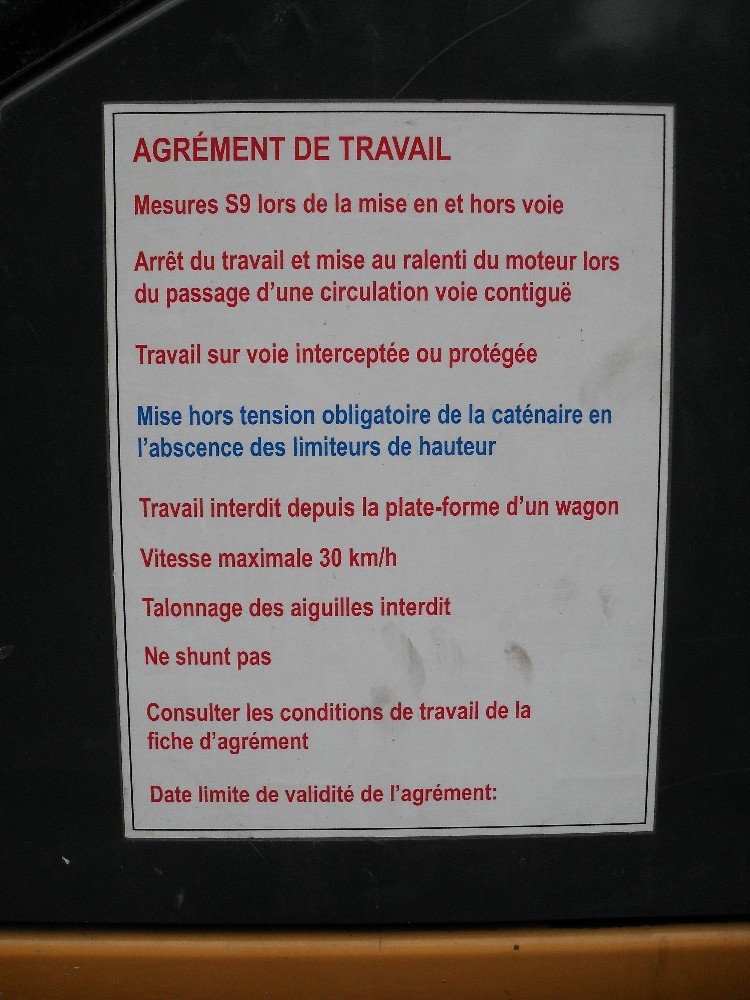 AGRÉMENT DE TRAVAIL
Mesures S9 lors de la mise en et hors voie
Arrêt du travail et mise au ralenti du moteur lors
du passage d'une circulation voie contiguë
Travail sur voie interceptée ou protégée
Mise hors tension obligatoire de la caténaire en
l'abscence des limiteurs de hauteur
Travail interdit depuis la plate-forme d'un wagon
Vitesse maximale 30 km/h
Talonnage des aiguilles interdit
Ne shunt pas
Consulter les conditions de travail de la
fiche d'agrément
Date limite de validité de l'agrément: